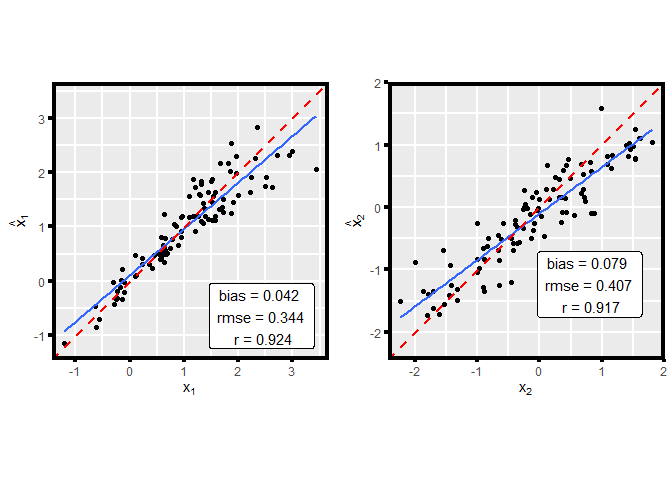 3
2
1
0
-1
x̂₁
bias = 0.042
rmse = 0.344
r = 0.924
-1 0 1 2 3
x₁
2
1
0
-1
-2
x̂₂
bias = 0.079
rmse = 0.407
r = 0.917
-2 -1 0 1 2
x₂